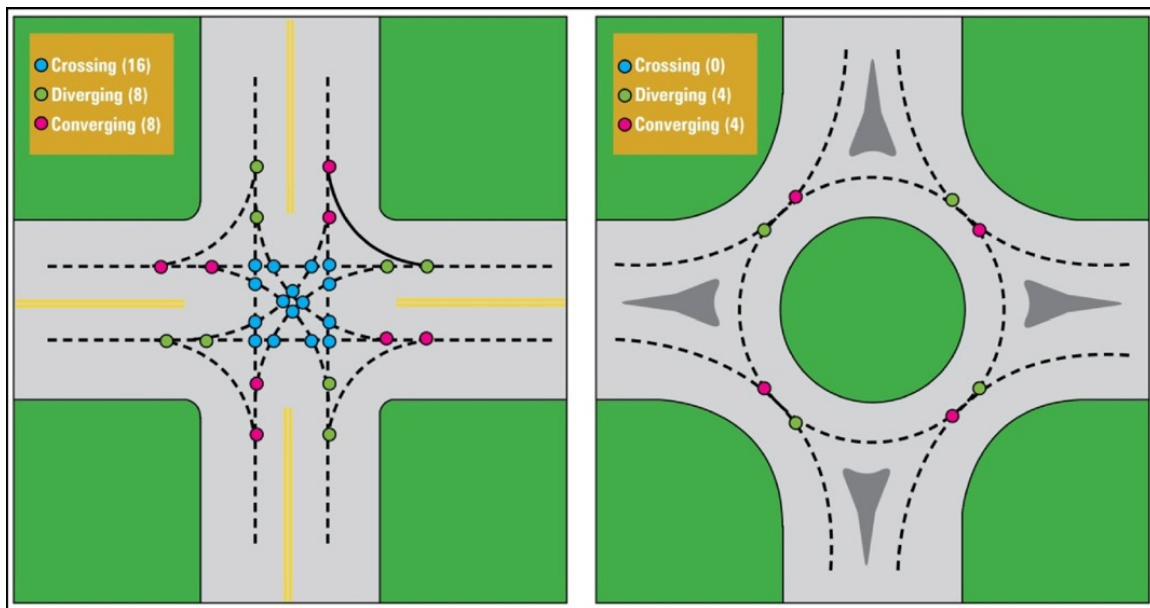 Crossing (16)
Diverging (8)
Converging (8)
Crossing (0)
Diverging (4)
Converging (4)